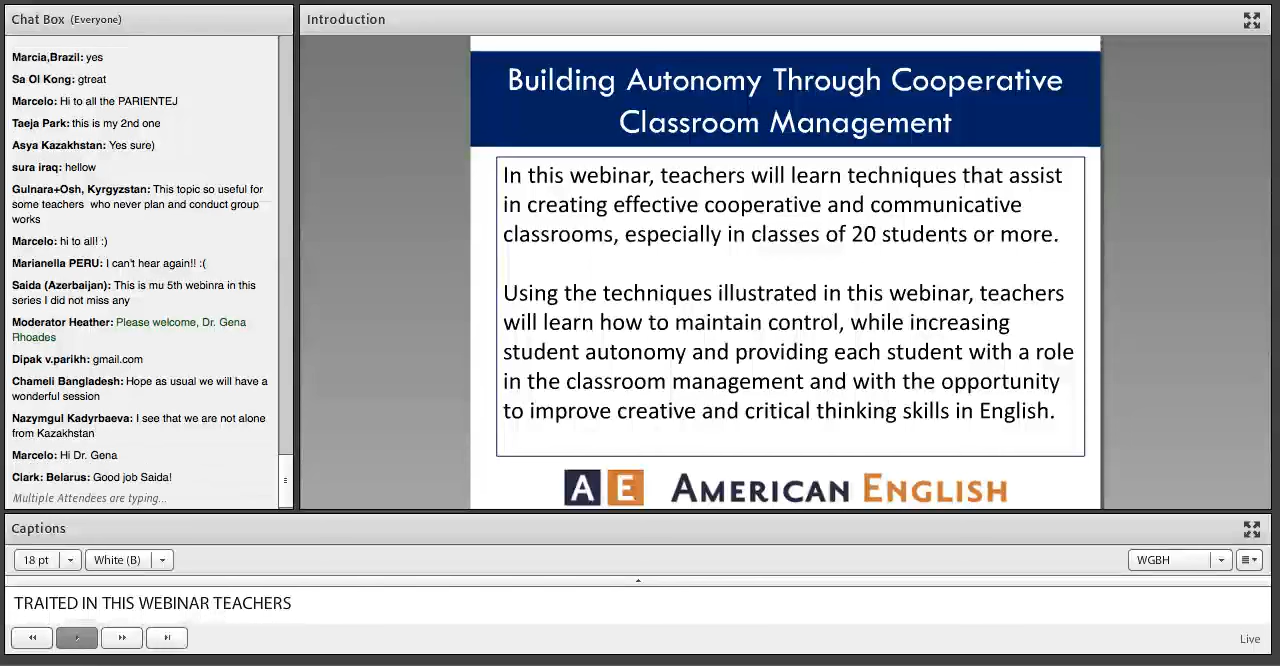 Chat Box (Everyone)
Marcia,Brazil: yes
Sa Ol Kong: gtreat
Marcelo: Hi to all the PARIENTEJ
Taeja Park: this is my 2nd one
Asya Kazakhstan: Yes sure)
sura iraq: hellow
Gulnara+Osh, Kyrgyzstan: This topic so useful for
some teachers who never plan and conduct group
works
Marcelo: hi to all! :)
Marianella PERU: I can't hear again!! :(
Saida (Azerbaijan): This is mu 5th webinra in this
series I did not miss any
Moderator Heather: Please welcome, Dr. Gena
Rhoades
Dipak v.parikh: gmail.com
Chameli Bangladesh: Hope as usual we will have a
wonderful session
Nazymgul Kadyrbaeva: I see that we are not alone
from Kazakhstan
Marcelo: Hi Dr. Gena
Clark: Belarus: Good job Saida!
Multiple Attendees are typing...
Introduction
Building Autonomy Through Cooperative
Classroom Management
In this webinar, teachers will learn techniques that assist
in creating effective cooperative and communicative
classrooms, especially in classes of 20 students or more.
Using the techniques illustrated in this webinar, teachers
will learn how to maintain control, while increasing
student autonomy and providing each student with a role
in the classroom management and with the opportunity
to improve creative and critical thinking skills in English.
AE AMERICAN ENGLISH
Captions
18 pt White (B) WGBH
TRAITED IN THIS WEBINAR TEACHERS
Live